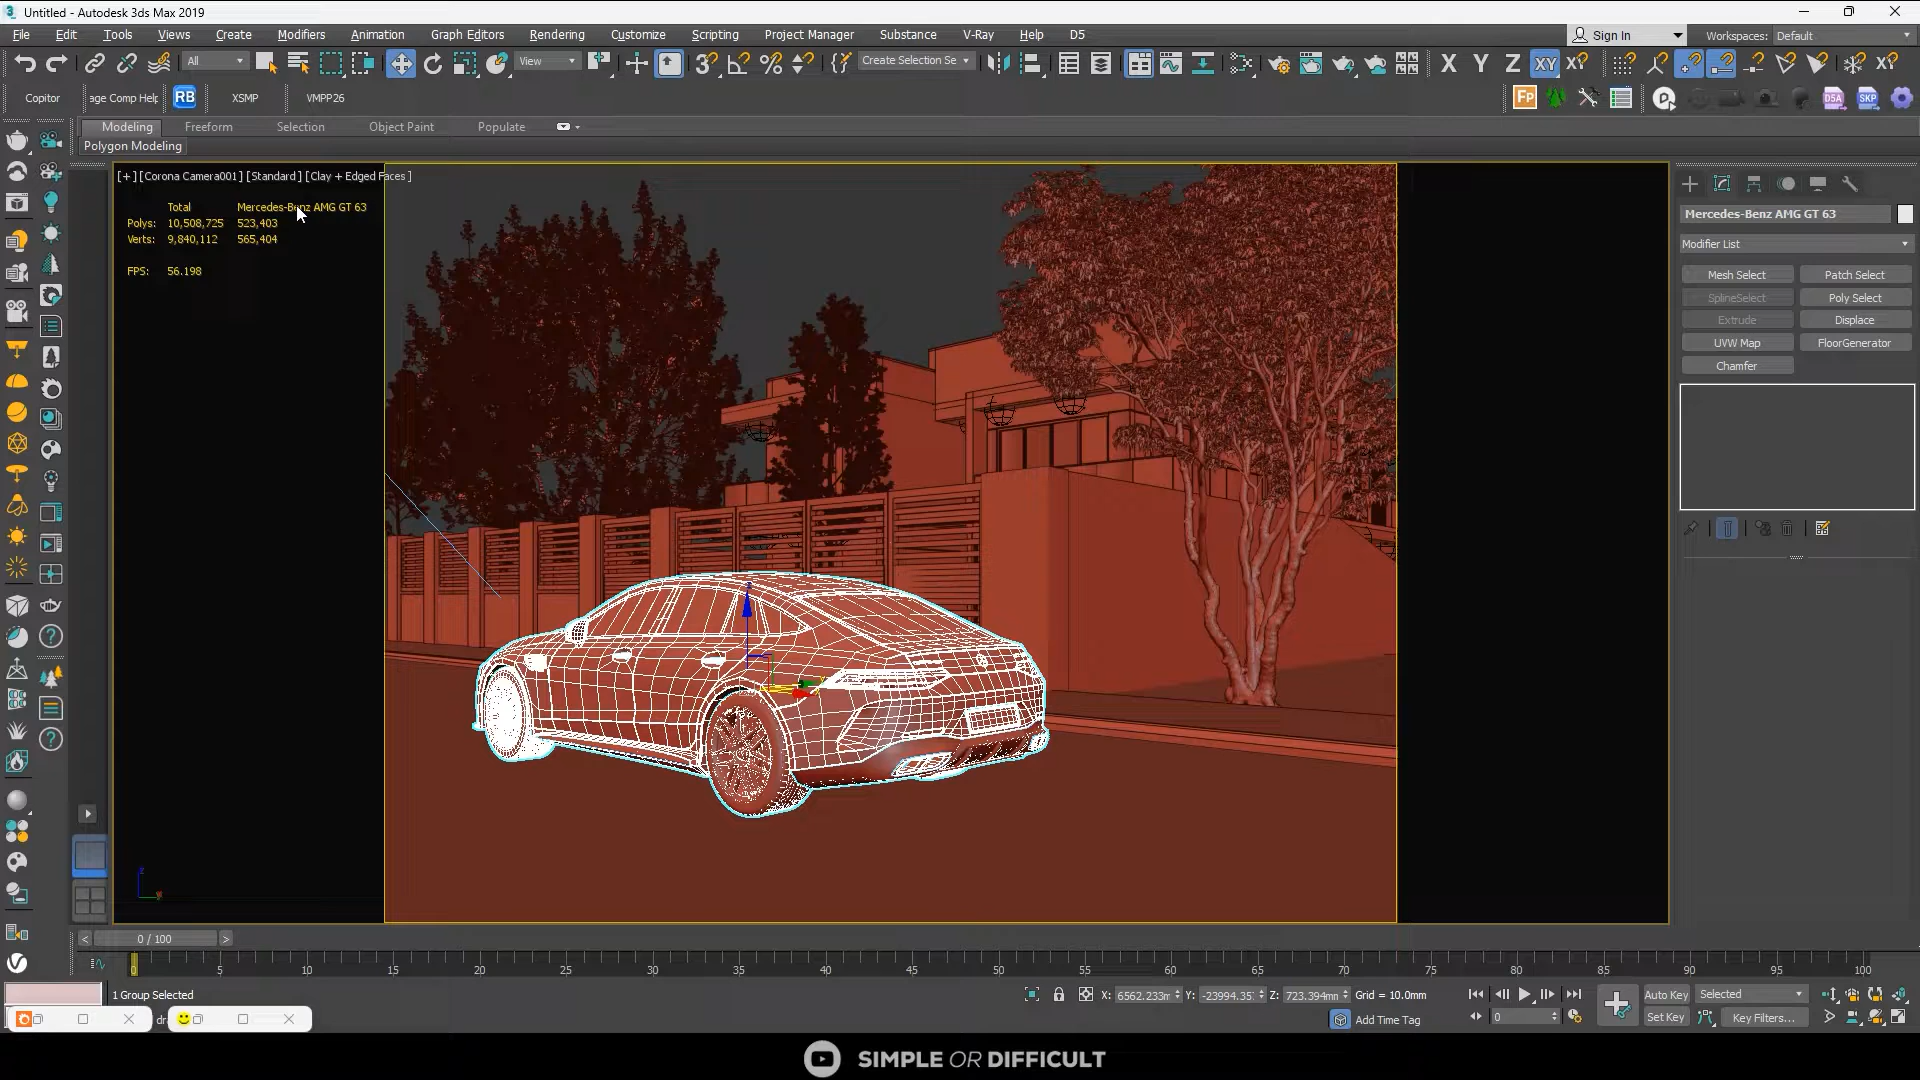 Untitled - Autodesk 3ds Max 2019
File Edit Tools Views Create Modifiers Animation Graph Editors Rendering Customize Scripting Project Manager Substance V-Ray Help D5
Sign In
Workspaces: Default
All
View
Create Selection Se
X Y Z XY XY
XY
Copitor
age Comp Help
RB
XSMP
VMPP26
Fp
D5A
SKP
Modeling Freeform Selection Object Paint Populate
Polygon Modeling
[+] [Corona Camera001] [Standard] [Clay + Edged Faces]
Total Mercedes-Benz AMG GT 63
Polys: 10,508,725 523,403
Verts: 9,840,112 565,404
FPS: 56.198
Mercedes-Benz AMG GT 63
Modifier List
Mesh Select Patch Select
SplineSelect Poly Select
Extrude Displace
UVW Map FloorGenerator
Chamfer
< 0 / 100 >
0 5 10 15 20 25 30 35 40 45 50 55 60 65 70 75 80 85 90 95 100
1 Group Selected
X: 6562.233m Y: -23994.35 Z: 723.394mm Grid = 10.0mm
Add Time Tag
0
Auto Key Selected
Set Key Key Filters...
SIMPLE OR DIFFICULT